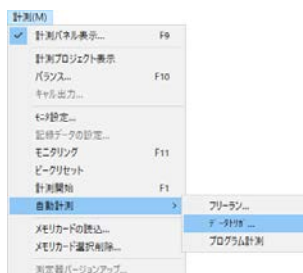 計測(M)
計測パネル表示... F9
計測プロジェクト表示
バランス... F10
キャル出力...
ﾓﾆﾀ設定...
記録データの設定...
モニタリング F11
ピークリセット
計測開始 F1
自動計測 >
フリーラン...
ﾃﾞｰﾀﾄﾘｶﾞ...
プログラム計測
メモリカードの読込...
メモリカード選択削除...
測定器バージョンアップ...